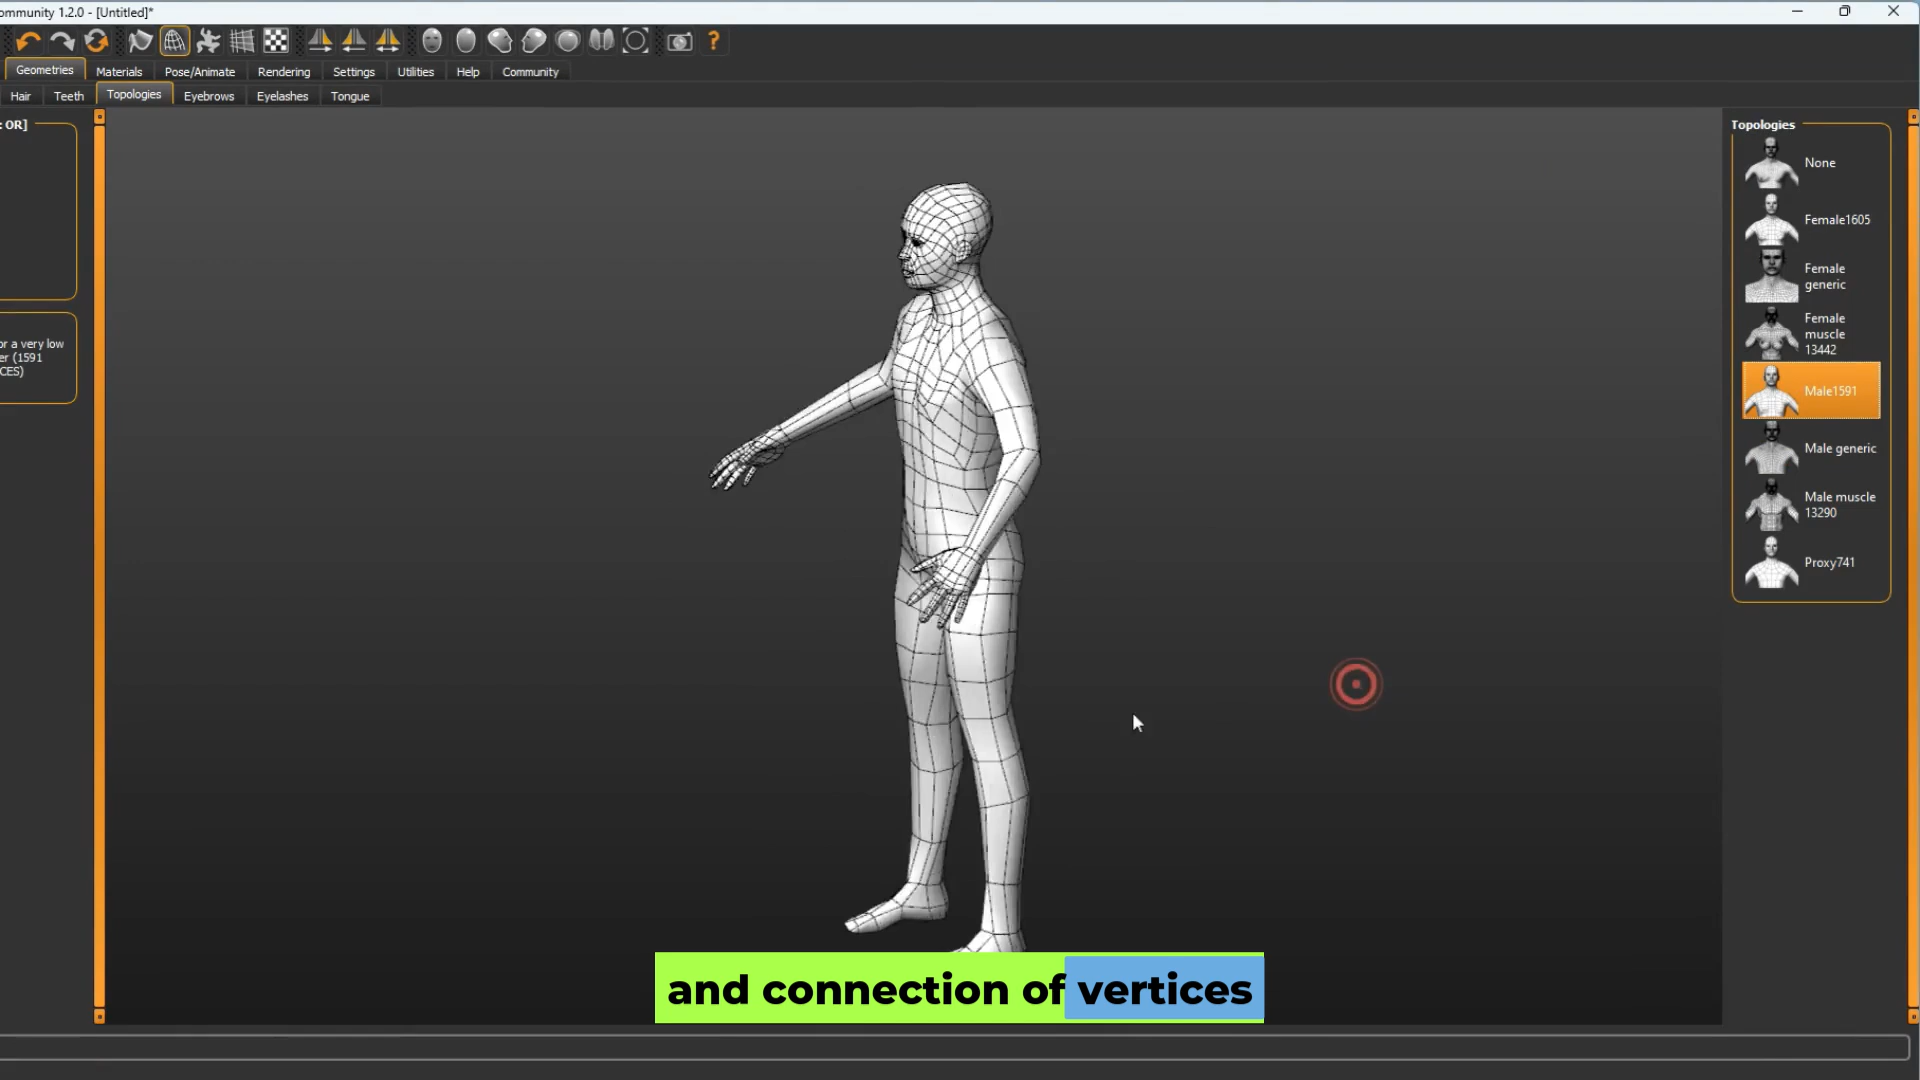 ommunity 1.2.0 - [Untitled]*
?
Geometries Materials Pose/Animate Rendering Settings Utilities Help Community
Hair Teeth Topologies Eyebrows Eyelashes Tongue
: OR]
or a very low
er (1591
CES)
Topologies
None
Female1605
Female
generic
Female
muscle
13442
Male1591
Male generic
Male muscle
13290
Proxy741
and connection of vertices